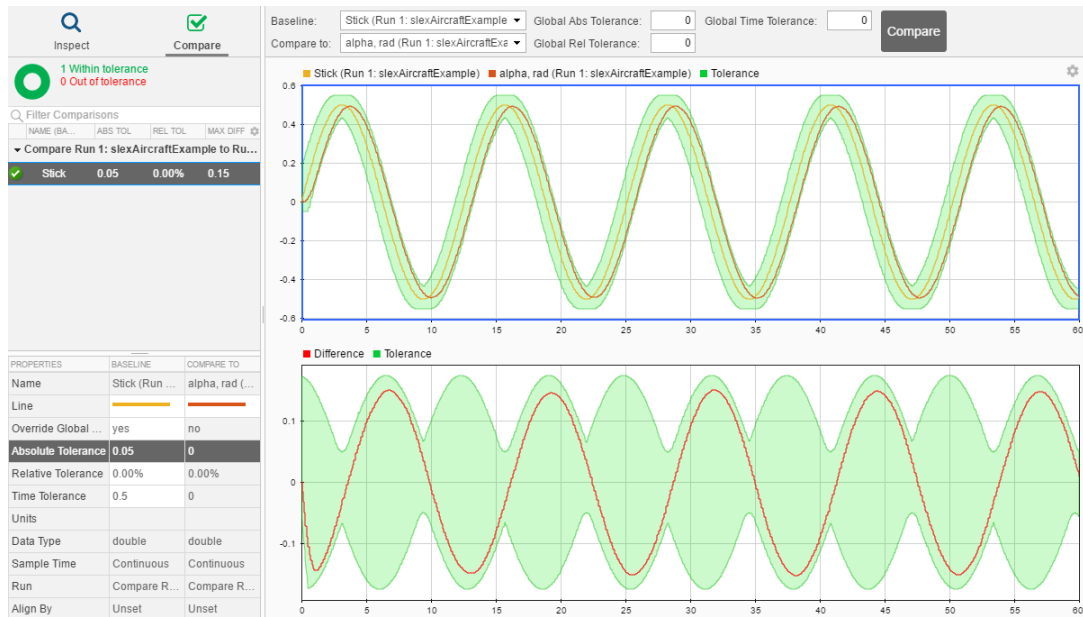 Inspect
Compare
1 Within tolerance
0 Out of tolerance
Filter Comparisons
NAME (BA... ABS TOL REL TOL MAX DIFF
Compare Run 1: slexAircraftExample to Ru...
Stick 0.05 0.00% 0.15
PROPERTIES BASELINE COMPARE TO
Name Stick (Run ... alpha, rad (...
Line
Override Global ... yes no
Absolute Tolerance 0.05 0
Relative Tolerance 0.00% 0.00%
Time Tolerance 0.5 0
Units
Data Type double double
Sample Time Continuous Continuous
Run Compare R... Compare R...
Align By Unset Unset
Baseline: Stick (Run 1: slexAircraftExample Global Abs Tolerance: 0 Global Time Tolerance: 0
Compare to: alpha, rad (Run 1: slexAircraftExa Global Rel Tolerance: 0
Compare
Stick (Run 1: slexAircraftExample) alpha, rad (Run 1: slexAircraftExample) Tolerance
0.6
0.4
0.2
0
-0.2
-0.4
-0.6
0 5 10 15 20 25 30 35 40 45 50 55 60
Difference Tolerance
0.1
0
-0.1
0 5 10 15 20 25 30 35 40 45 50 55 60